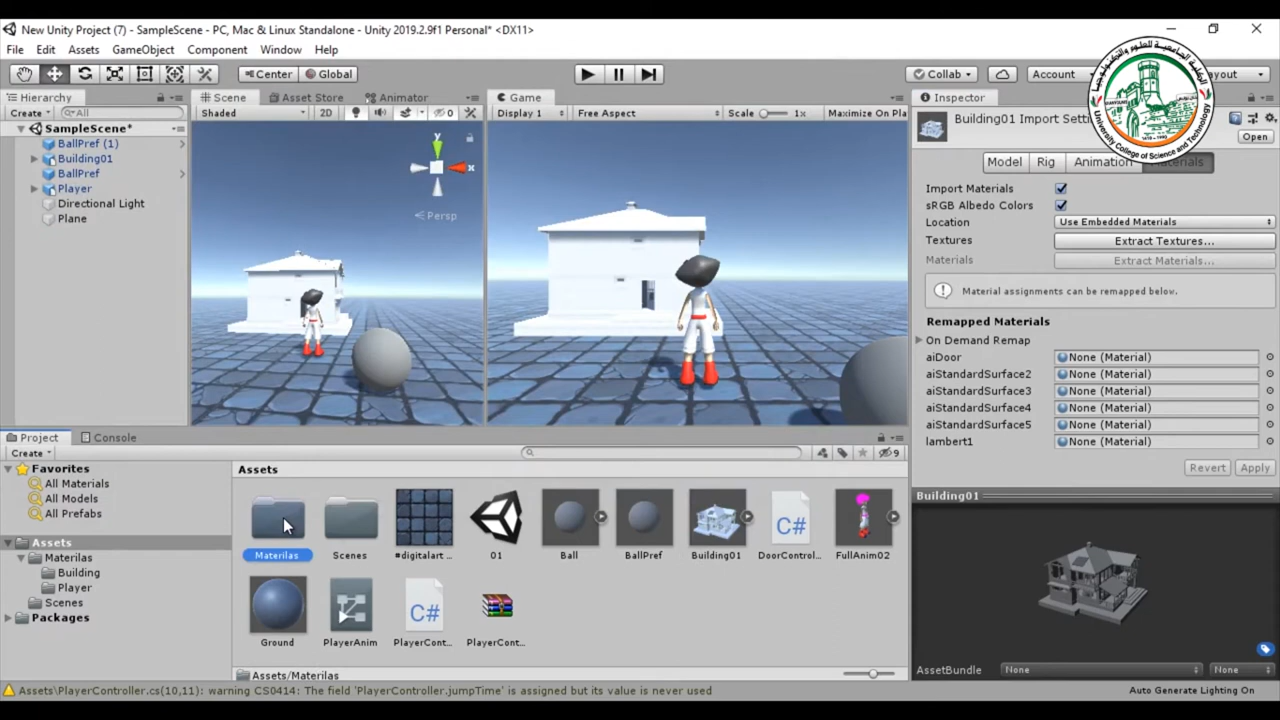 New Unity Project (7) - SampleScene - PC, Mac & Linux Standalone - Unity 2019.2.9f1 Personal* <DX11>
File Edit Assets GameObject Component Window Help
Center Global Collab Account
Hierarchy Scene Asset Store Animator Game Inspector
Create All Shaded 2D 0 Display 1 Free Aspect Scale 1x Maximize On Pla
Building01 Import Setti
Open
SampleScene*
BallPref (1)
Building01
BallPref
Player
Directional Light
Plane
y
x
Persp
Model Rig Animation Materials
Import Materials
sRGB Albedo Colors
Location Use Embedded Materials
Textures Extract Textures...
Materials Extract Materials...
Material assignments can be remapped below.
Remapped Materials
On Demand Remap
aiDoor None (Material)
aiStandardSurface2 None (Material)
aiStandardSurface3 None (Material)
aiStandardSurface4 None (Material)
aiStandardSurface5 None (Material)
lambert1 None (Material)
Revert Apply
Project Console
Create 9
Favorites
All Materials
All Models
All Prefabs
Assets
Materilas
Building
Player
Scenes
Packages
Assets
Materilas Scenes #digitalart ... 01 Ball BallPref Building01 DoorControl... FullAnim02
Ground PlayerAnim PlayerCont... PlayerCont...
Assets/Materilas
Building01
AssetBundle None None
Assets\PlayerController.cs(10,11): warning CS0414: The field 'PlayerController.jumpTime' is assigned but its value is never used
Auto Generate Lighting On
الكلية الجامعية للعلوم والتكنولوجيا
University College of Science and Technology